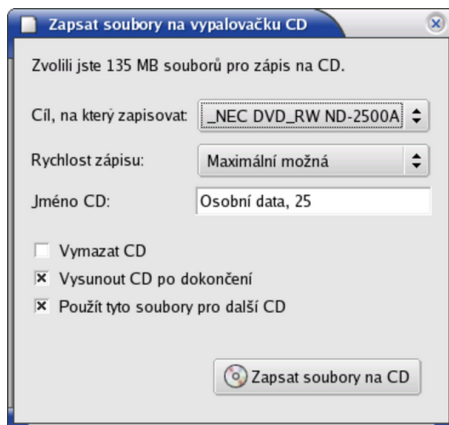 Zapsat soubory na vypalovačku CD
Zvolili jste 135 MB souborů pro zápis na CD.
Cíl, na který zapisovat: _NEC DVD_RW ND-2500A
Rychlost zápisu: Maximální možná
Jméno CD: Osobní data, 25
Vymazat CD
Vysunout CD po dokončení
Použít tyto soubory pro další CD
Zapsat soubory na CD